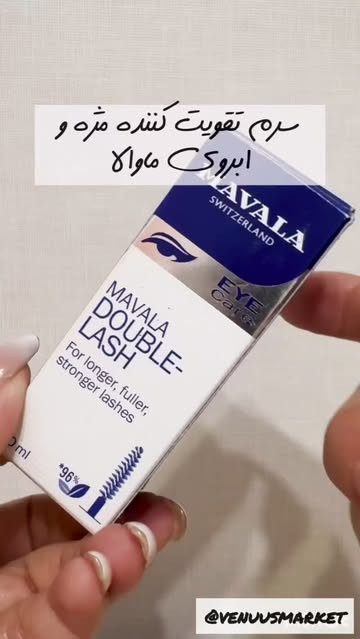 سرم تقویت کننده مژه و
ابروی ماوالا
MAVALA
SWITZERLAND
EYE
Care
MAVALA
DOUBLE-
LASH
For longer, fuller,
stronger lashes
ml
*96%
@VENUUSMARKET